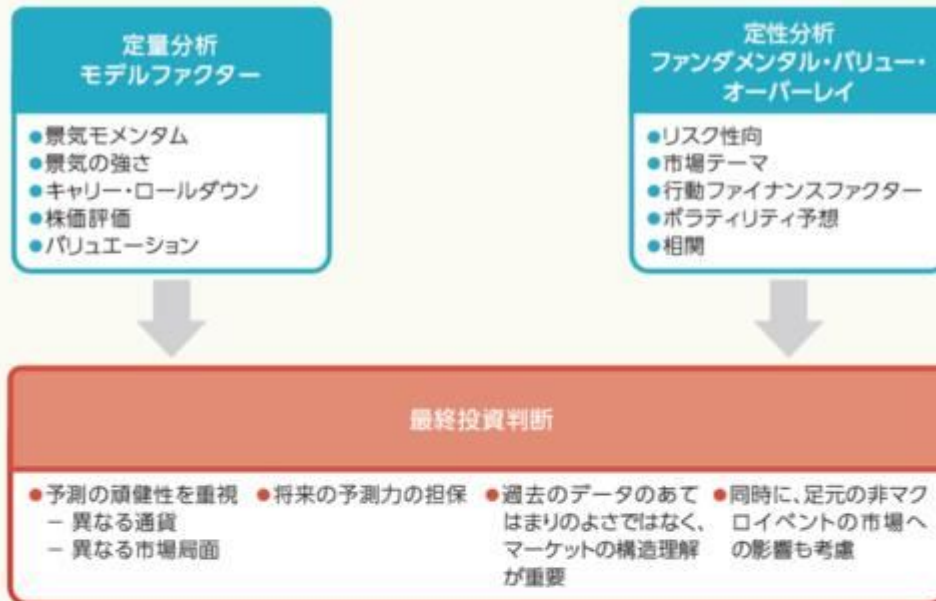 定量分析
モデルファクター
●景気モメンタム
●景気の強さ
●キャリー・ロールダウン
●株価評価
●バリュエーション
定性分析
ファンダメンタル・バリュー・
オーバーレイ
●リスク性向
●市場テーマ
●行動ファイナンスファクター
●ボラティリティ予想
●相関
最終投資判断
●予測の頑健性を重視
− 異なる通貨
− 異なる市場局面
●将来の予測力の担保
●過去のデータのあて
はまりのよさではなく、
マーケットの構造理解
が重要
●同時に、足元の非マク
ロイベントの市場へ
の影響も考慮